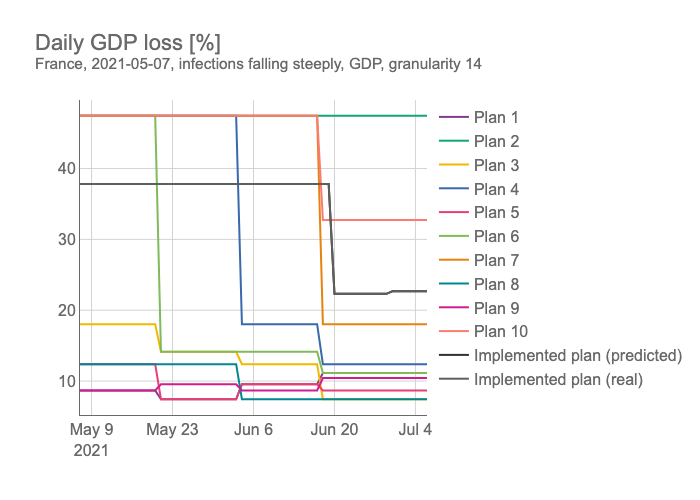 Daily GDP loss [%]
France, 2021-05-07, infections falling steeply, GDP, granularity 14
40
30
20
10
May 9
2021
May 23
Jun 6
Jun 20
Jul 4
Plan 1
Plan 2
Plan 3
Plan 4
Plan 5
Plan 6
Plan 7
Plan 8
Plan 9
Plan 10
Implemented plan (predicted)
Implemented plan (real)